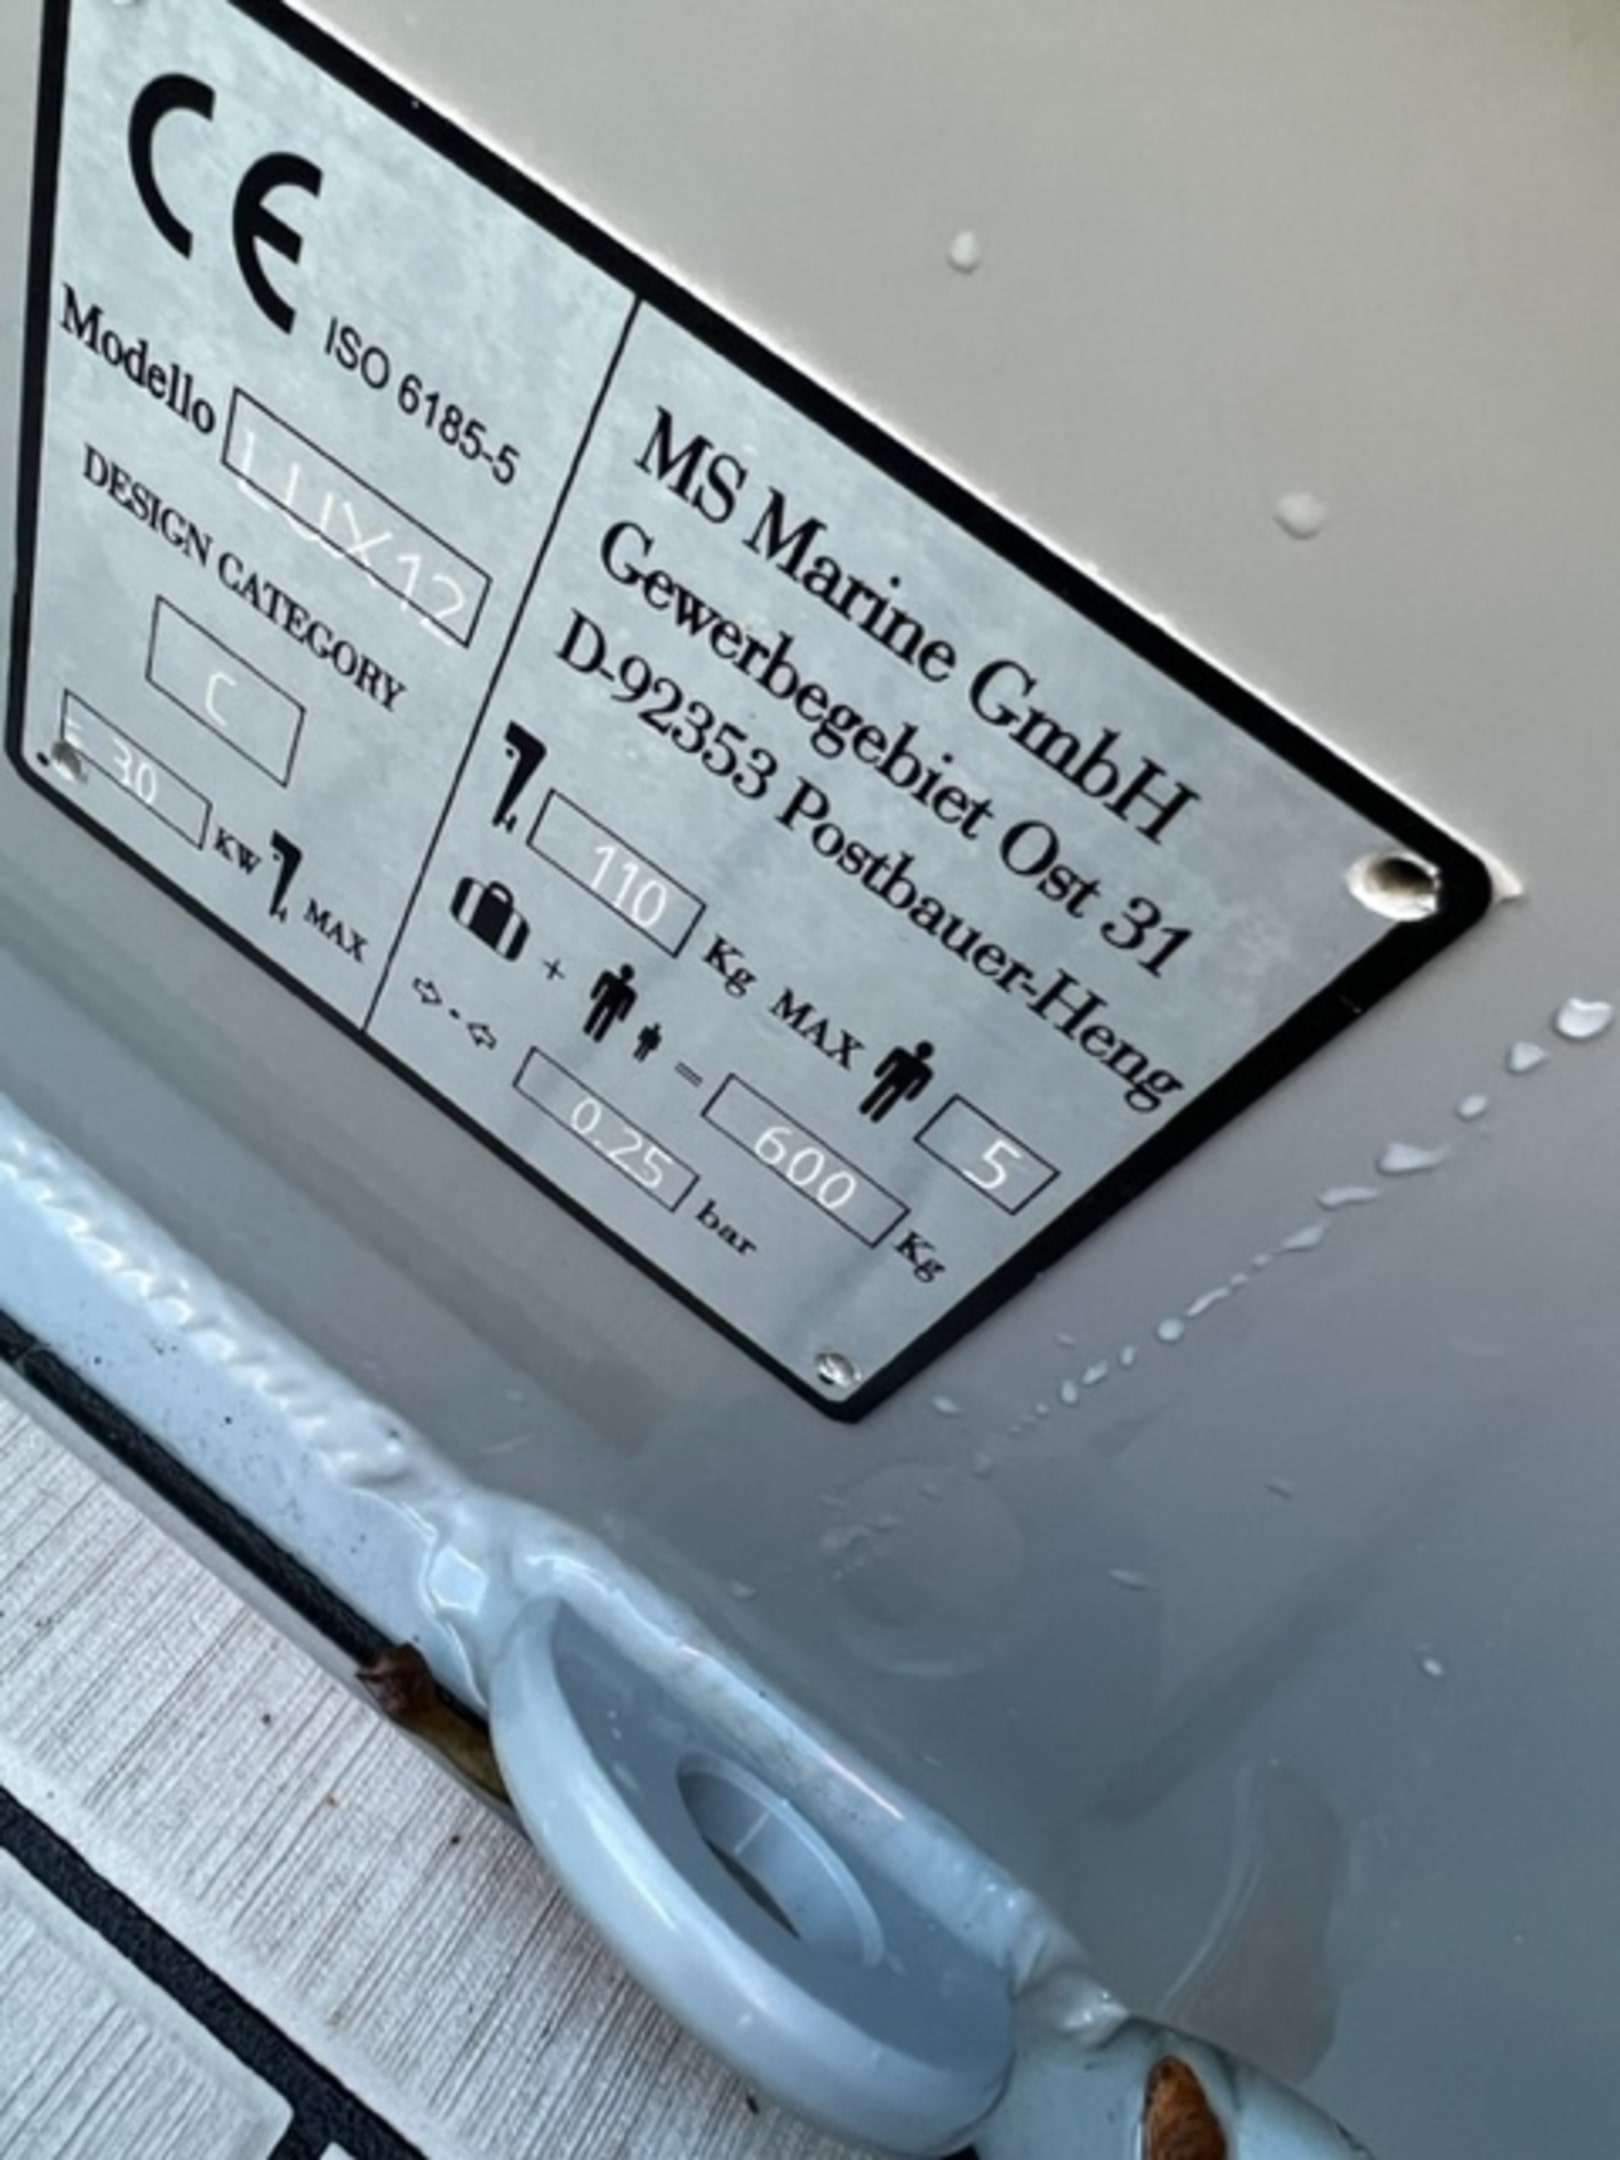 CE
ISO 6185-5
Modello LUX12
DESIGN CATEGORY
C
30 KW MAX
MS Marine GmbH
Gewerbegebiet Ost 31
D-92353 Postbauer-Heng
110 Kg MAX 5
+ = 600 Kg
0.25 bar